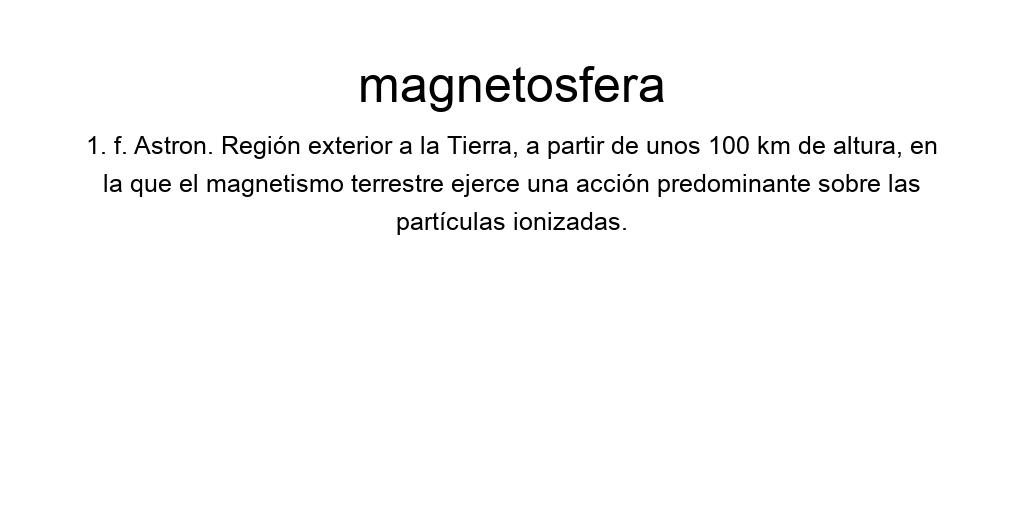 magnetosfera
1. f. Astron. Región exterior a la Tierra, a partir de unos 100 km de altura, en
la que el magnetismo terrestre ejerce una acción predominante sobre las
partículas ionizadas.